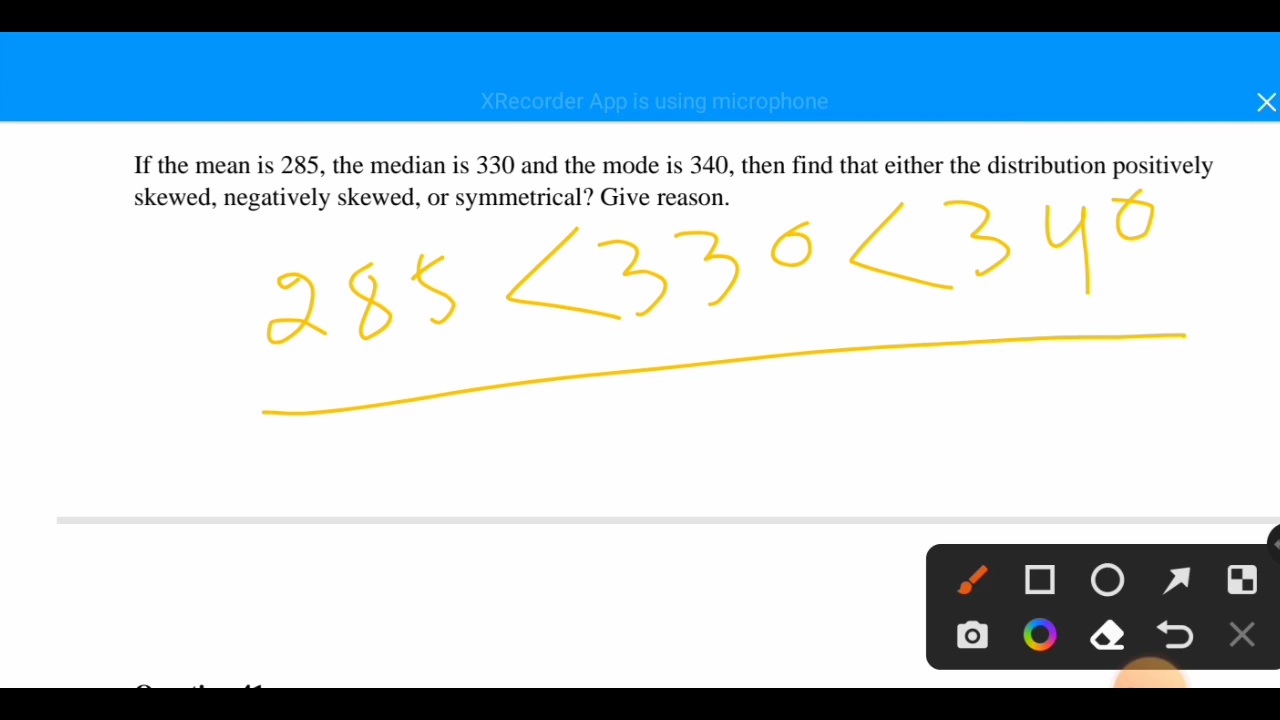 XRecorder App is using microphone
If the mean is 285, the median is 330 and the mode is 340, then find that either the distribution positively
skewed, negatively skewed, or symmetrical? Give reason.
285 < 330 < 340